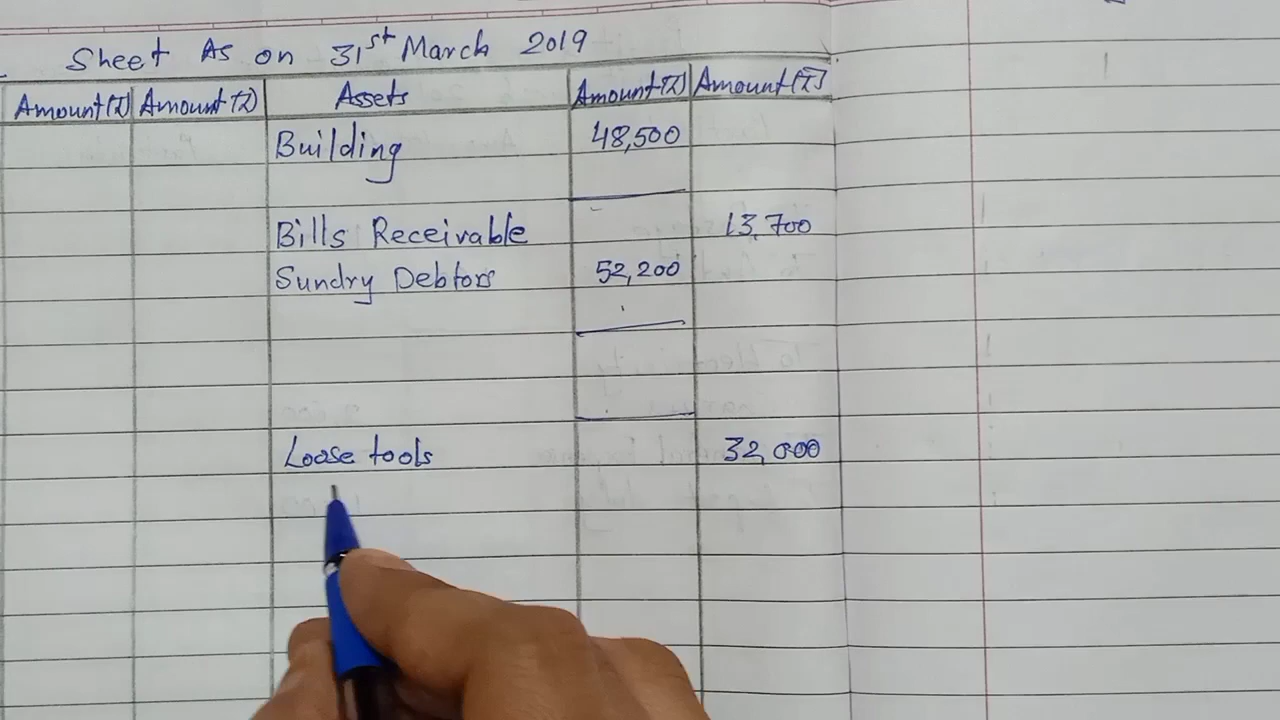 Sheet As on 31st March 2019
Amount(₹) Amount(₹) Assets Amount(₹) Amount(₹)
Building 48,500
Bills Receivable 13,700
Sundry Debtors 52,200
Loose tools 32,000